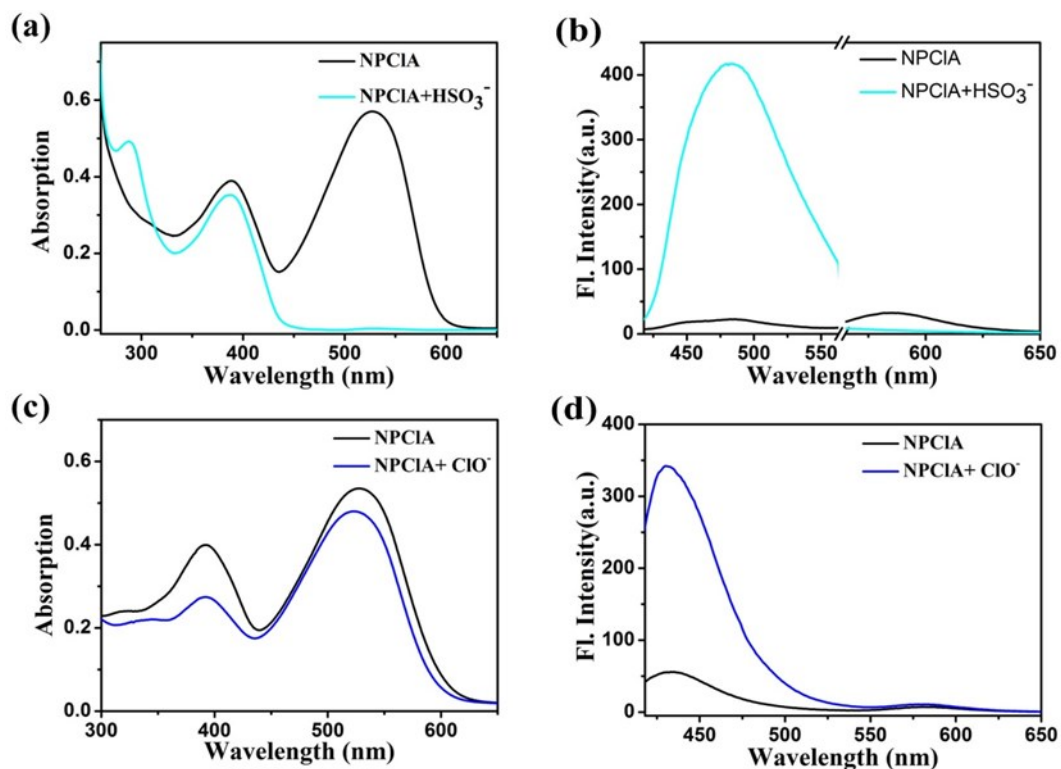 (a)
NPClA
NPClA+HSO₃⁻
0.6
0.4
0.2
0.0
Absorption
300 400 500 600
Wavelength (nm)
(b)
NPClA
NPClA+HSO₃⁻
400
300
200
100
0
Fl. Intensity(a.u.)
450 500 550 600 650
Wavelength (nm)
(c)
NPClA
NPClA+ ClO⁻
0.6
0.4
0.2
0.0
Absorption
300 400 500 600
Wavelength (nm)
(d)
NPClA
NPClA+ ClO⁻
400
300
200
100
0
Fl. Intensity(a.u.)
450 500 550 600 650
Wavelength (nm)